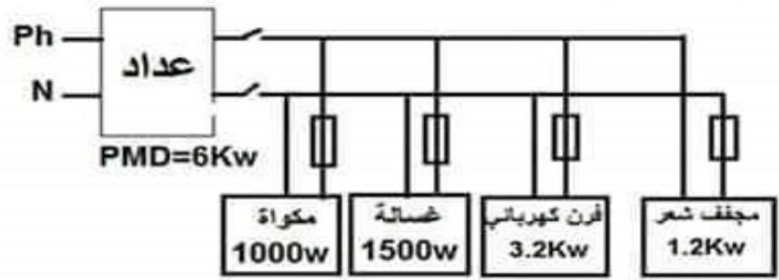 Ph
عداد
N
PMD=6Kw
مكواة
1000w
غسالة
1500w
فرن كهربائي
3.2Kw
مجفف شعر
1.2Kw